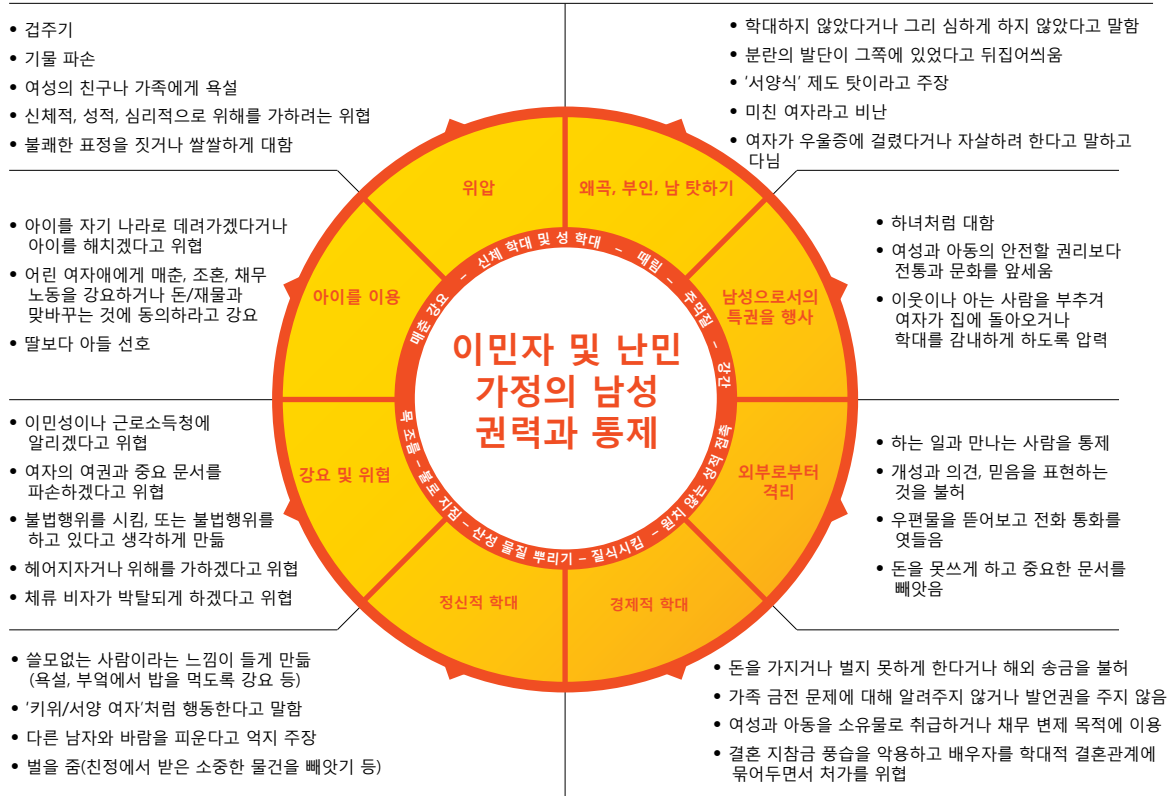 • 겁주기
• 기물 파손
• 여성의 친구나 가족에게 욕설
• 신체적, 성적, 심리적으로 위해를 가하려는 위협
• 불쾌한 표정을 짓거나 쌀쌀하게 대함
• 학대하지 않았다거나 그리 심하게 하지 않았다고 말함
• 분란의 발단이 그쪽에 있었다고 뒤집어씌움
• ‘서양식’ 제도 탓이라고 주장
• 미친 여자라고 비난
• 여자가 우울증에 걸렸다거나 자살하려 한다고 말하고
다님
• 아이를 자기 나라로 데려가겠다거나
아이를 해치겠다고 위협
• 어린 여자애에게 매춘, 조혼, 채무
노동을 강요하거나 돈/재물과
맞바꾸는 것에 동의하라고 강요
• 딸보다 아들 선호
• 하녀처럼 대함
• 여성과 아동의 안전할 권리보다
전통과 문화를 앞세움
• 이웃이나 아는 사람을 부추겨
여자가 집에 돌아오거나
학대를 감내하게 하도록 압력
• 이민성이나 근로소득청에
알리겠다고 위협
• 여자의 여권과 중요 문서를
파손하겠다고 위협
• 불법행위를 시킴, 또는 불법행위를
하고 있다고 생각하게 만듦
• 헤어지자거나 위해를 가하겠다고 위협
• 체류 비자가 박탈되게 하겠다고 위협
• 하는 일과 만나는 사람을 통제
• 개성과 의견, 믿음을 표현하는
것을 불허
• 우편물을 뜯어보고 전화 통화를
엿들음
• 돈을 못쓰게 하고 중요한 문서를
빼앗음
• 쓸모없는 사람이라는 느낌이 들게 만듦
(욕설, 부엌에서 밥을 먹도록 강요 등)
• ‘키위/서양 여자’처럼 행동한다고 말함
• 다른 남자와 바람을 피운다고 억지 주장
• 벌을 줌(친정에서 받은 소중한 물건을 빼앗기 등)
• 돈을 가지거나 벌지 못하게 한다거나 해외 송금을 불허
• 가족 금전 문제에 대해 알려주지 않거나 발언권을 주지 않음
• 여성과 아동을 소유물로 취급하거나 채무 변제 목적에 이용
• 결혼 지참금 풍습을 악용하고 배우자를 학대적 결혼관계에
묶어두면서 처가를 위협
위압
왜곡, 부인, 남 탓하기
아이를 이용
남성으로서의
특권을 행사
강요 및 위협
외부로부터
격리
정신적 학대
경제적 학대
매춘 강요 – 신체 학대 및 성 학대 – 때림 – 주먹질 – 강간
목 조름 – 불로 지짐 – 산성 물질 뿌리기 – 질식시킴 – 원치 않는 성적 접촉
이민자 및 난민
가정의 남성
권력과 통제